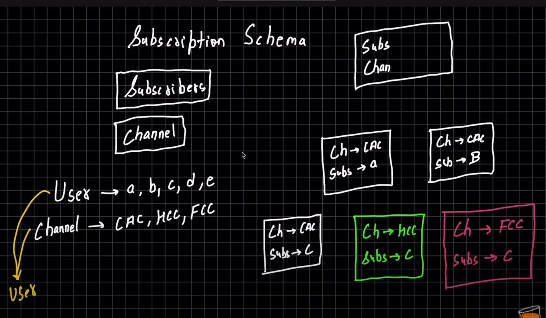 Subscription Schema
Subscribers
Channel
Subs
Chan
Ch → CAC
Subs → a
Ch → CAC
Sub → B
User → a, b, c, d, e
Channel → CAC, HCC, FCC
User
Ch → CAC
Subs → C
Ch → HCC
Subs → C
Ch → FCC
Subs → C